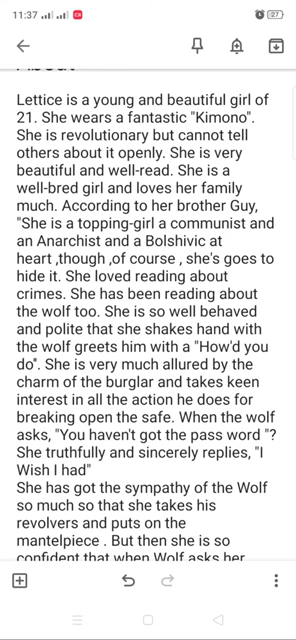 11:37
27
About
Lettice is a young and beautiful girl of
21. She wears a fantastic "Kimono".
She is revolutionary but cannot tell
others about it openly. She is very
beautiful and well-read. She is a
well-bred girl and loves her family
much. According to her brother Guy,
"She is a topping-girl a communist and
an Anarchist and a Bolshivic at
heart ,though ,of course , she's goes to
hide it. She loved reading about
crimes. She has been reading about
the wolf too. She is so well behaved
and polite that she shakes hand with
the wolf greets him with a "How'd you
do". She is very much allured by the
charm of the burglar and takes keen
interest in all the action he does for
breaking open the safe. When the wolf
asks, "You haven't got the pass word "?
She truthfully and sincerely replies, "I
Wish I had"
She has got the sympathy of the Wolf
so much so that she takes his
revolvers and puts on the
mantelpiece . But then she is so
confident that when Wolf asks her